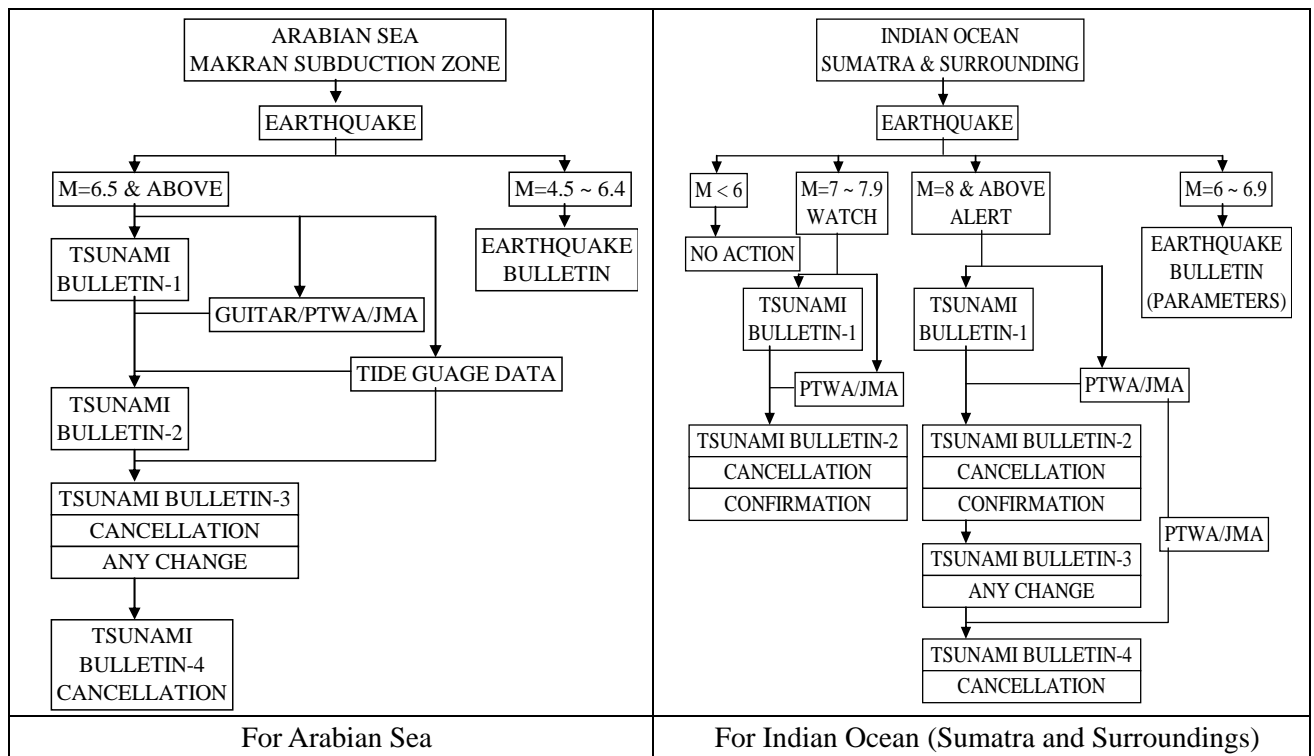 ARABIAN SEA
MAKRAN SUBDUCTION ZONE
EARTHQUAKE
M=6.5 & ABOVE
M=4.5 ~ 6.4
TSUNAMI
BULLETIN-1
EARTHQUAKE
BULLETIN
GUITAR/PTWA/JMA
TIDE GUAGE DATA
TSUNAMI
BULLETIN-2
TSUNAMI BULLETIN-3
CANCELLATION
ANY CHANGE
TSUNAMI
BULLETIN-4
CANCELLATION
For Arabian Sea
INDIAN OCEAN
SUMATRA & SURROUNDING
EARTHQUAKE
M < 6
M=7 ~ 7.9
WATCH
M=8 & ABOVE
ALERT
M=6 ~ 6.9
NO ACTION
EARTHQUAKE
BULLETIN
(PARAMETERS)
TSUNAMI
BULLETIN-1
TSUNAMI
BULLETIN-1
PTWA/JMA
PTWA/JMA
TSUNAMI BULLETIN-2
CANCELLATION
CONFIRMATION
TSUNAMI BULLETIN-2
CANCELLATION
CONFIRMATION
PTWA/JMA
TSUNAMI BULLETIN-3
ANY CHANGE
TSUNAMI BULLETIN-4
CANCELLATION
For Indian Ocean (Sumatra and Surroundings)